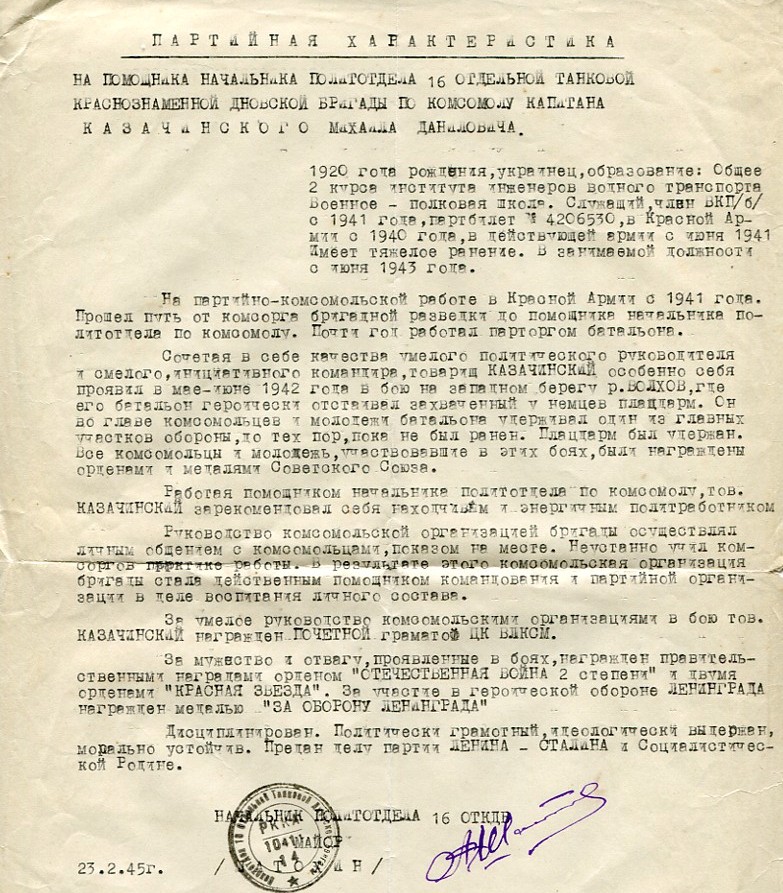 ПАРТИЙНАЯ ХАРАКТЕРИСТИКА
НА ПОМОЩНИКА НАЧАЛЬНИКА ПОЛИТОТДЕЛА 16 ОТДЕЛЬНОЙ ТАНКОВОЙ
КРАСНОЗНАМЕННОЙ ДНОВСКОЙ БРИГАДЫ ПО КОМСОМОЛУ КАПИТАНА
КАЗАЧИНСКОГО МИХАИЛА ДАНИЛОВИЧА.
1920 года рождения,украинец,образование: Общее
2 курса института инженеров водного транспорта
Военное - полковая школа. Служащий,член ВКП/б/
с 1941 года,партбилет № 4206530,в Красной Ар-
мии с 1940 года,в действующей армии с июня 1941
Имеет тяжелое ранение. В занимаемой должности
с июня 1943 года.
На партийно-комсомольской работе в Красной Армии с 1941 года.
Прошел путь от комсорга бригадной разведки до помощника начальника по-
литотдела по комсомолу. Почти год работал парторгом батальона.
Сочетая в себе качества умелого политического руководителя
и смелого,инициативного командира,товарищ КАЗАЧИНСКИЙ особенно себя
проявил в мае-июне 1942 года в бою на западном берегу р.ВОЛХОВ,где
его батальон героически отстаивал захваченный у немцев плацдарм. Он
во главе комсомольцев и молодежи батальона удерживал один из главных
участков обороны,до тех пор,пока не был ранен. Плацдарм был удержан.
Все комсомольцы и молодежь,участвовавшие в этих боях,были награждены
орденами и медалями Советского Союза.
Работая помощником начальника политотдела по комсомолу,тов.
КАЗАЧИНСКИЙ зарекомендовал себя находчивым и энергичным политработником
Руководство комсомольской организацией бригады осуществлял
личным общением с комсомольцами,показом на месте. Неустанно учил ком-
соргов практике работы. В результате этого комсомольская организация
бригады стала действенным помощником командования и партийной органи-
зации в деле воспитания личного состава.
За умелое руководство комсомольскими организациями в бою тов.
КАЗАЧИНСКИЙ награжден ПОЧЕТНОЙ граматой ЦК ВЛКСМ.
За мужество и отвагу,проявленные в боях,награжден правитель-
ственными наградами орденом "ОТЕЧЕСТВЕННАЯ ВОЙНА 2 степени" и двумя
орденами "КРАСНАЯ ЗВЕЗДА". За участие в героической обороне ЛЕНИНГРАДА
награжден медалью "ЗА ОБОРОНУ ЛЕНИНГРАДА"
Дисциплинирован. Политически грамотный,идеологически выдержан,
морально устойчив. Предан делу партии ЛЕНИНА - СТАЛИНА и Социалистичес-
кой Родине.
НАЧАЛЬНИК ПОЛИТОТДЕЛА 16 ОТКДБ
МАЙОР
РККА
23.2.45г.